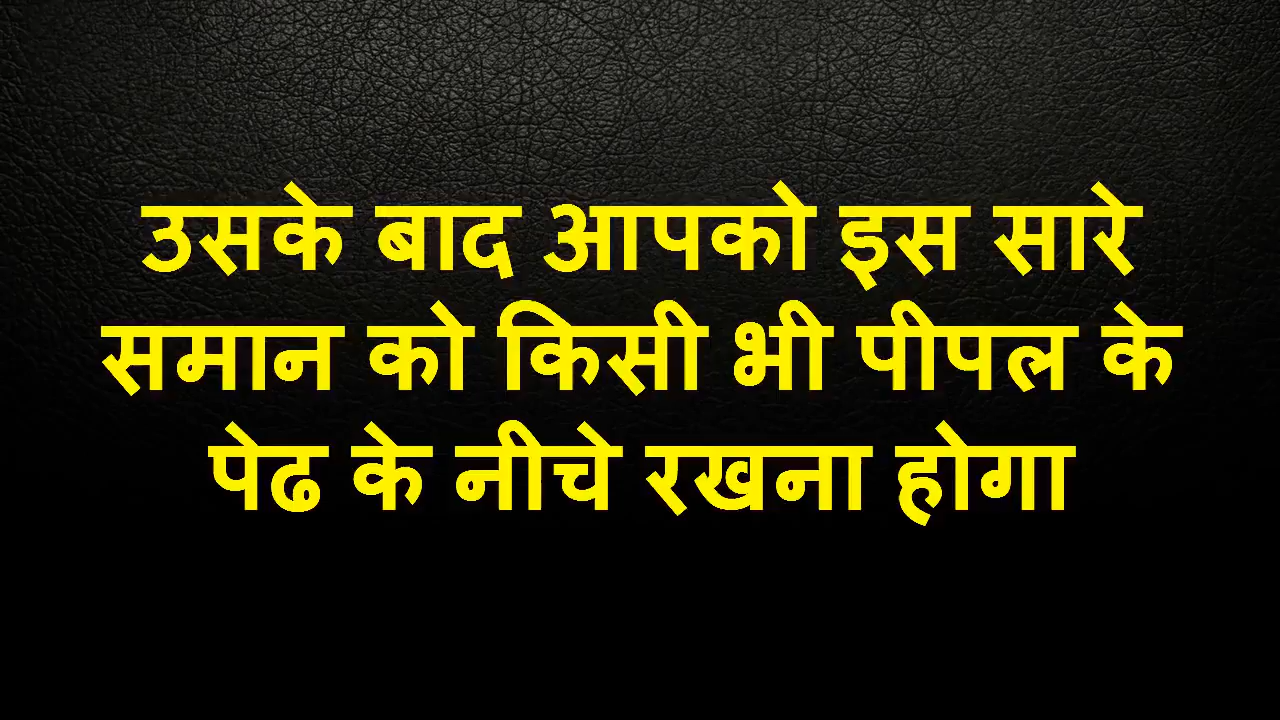 उसके बाद आपको इस सारे
समान को किसी भी पीपल के
पेढ के नीचे रखना होगा